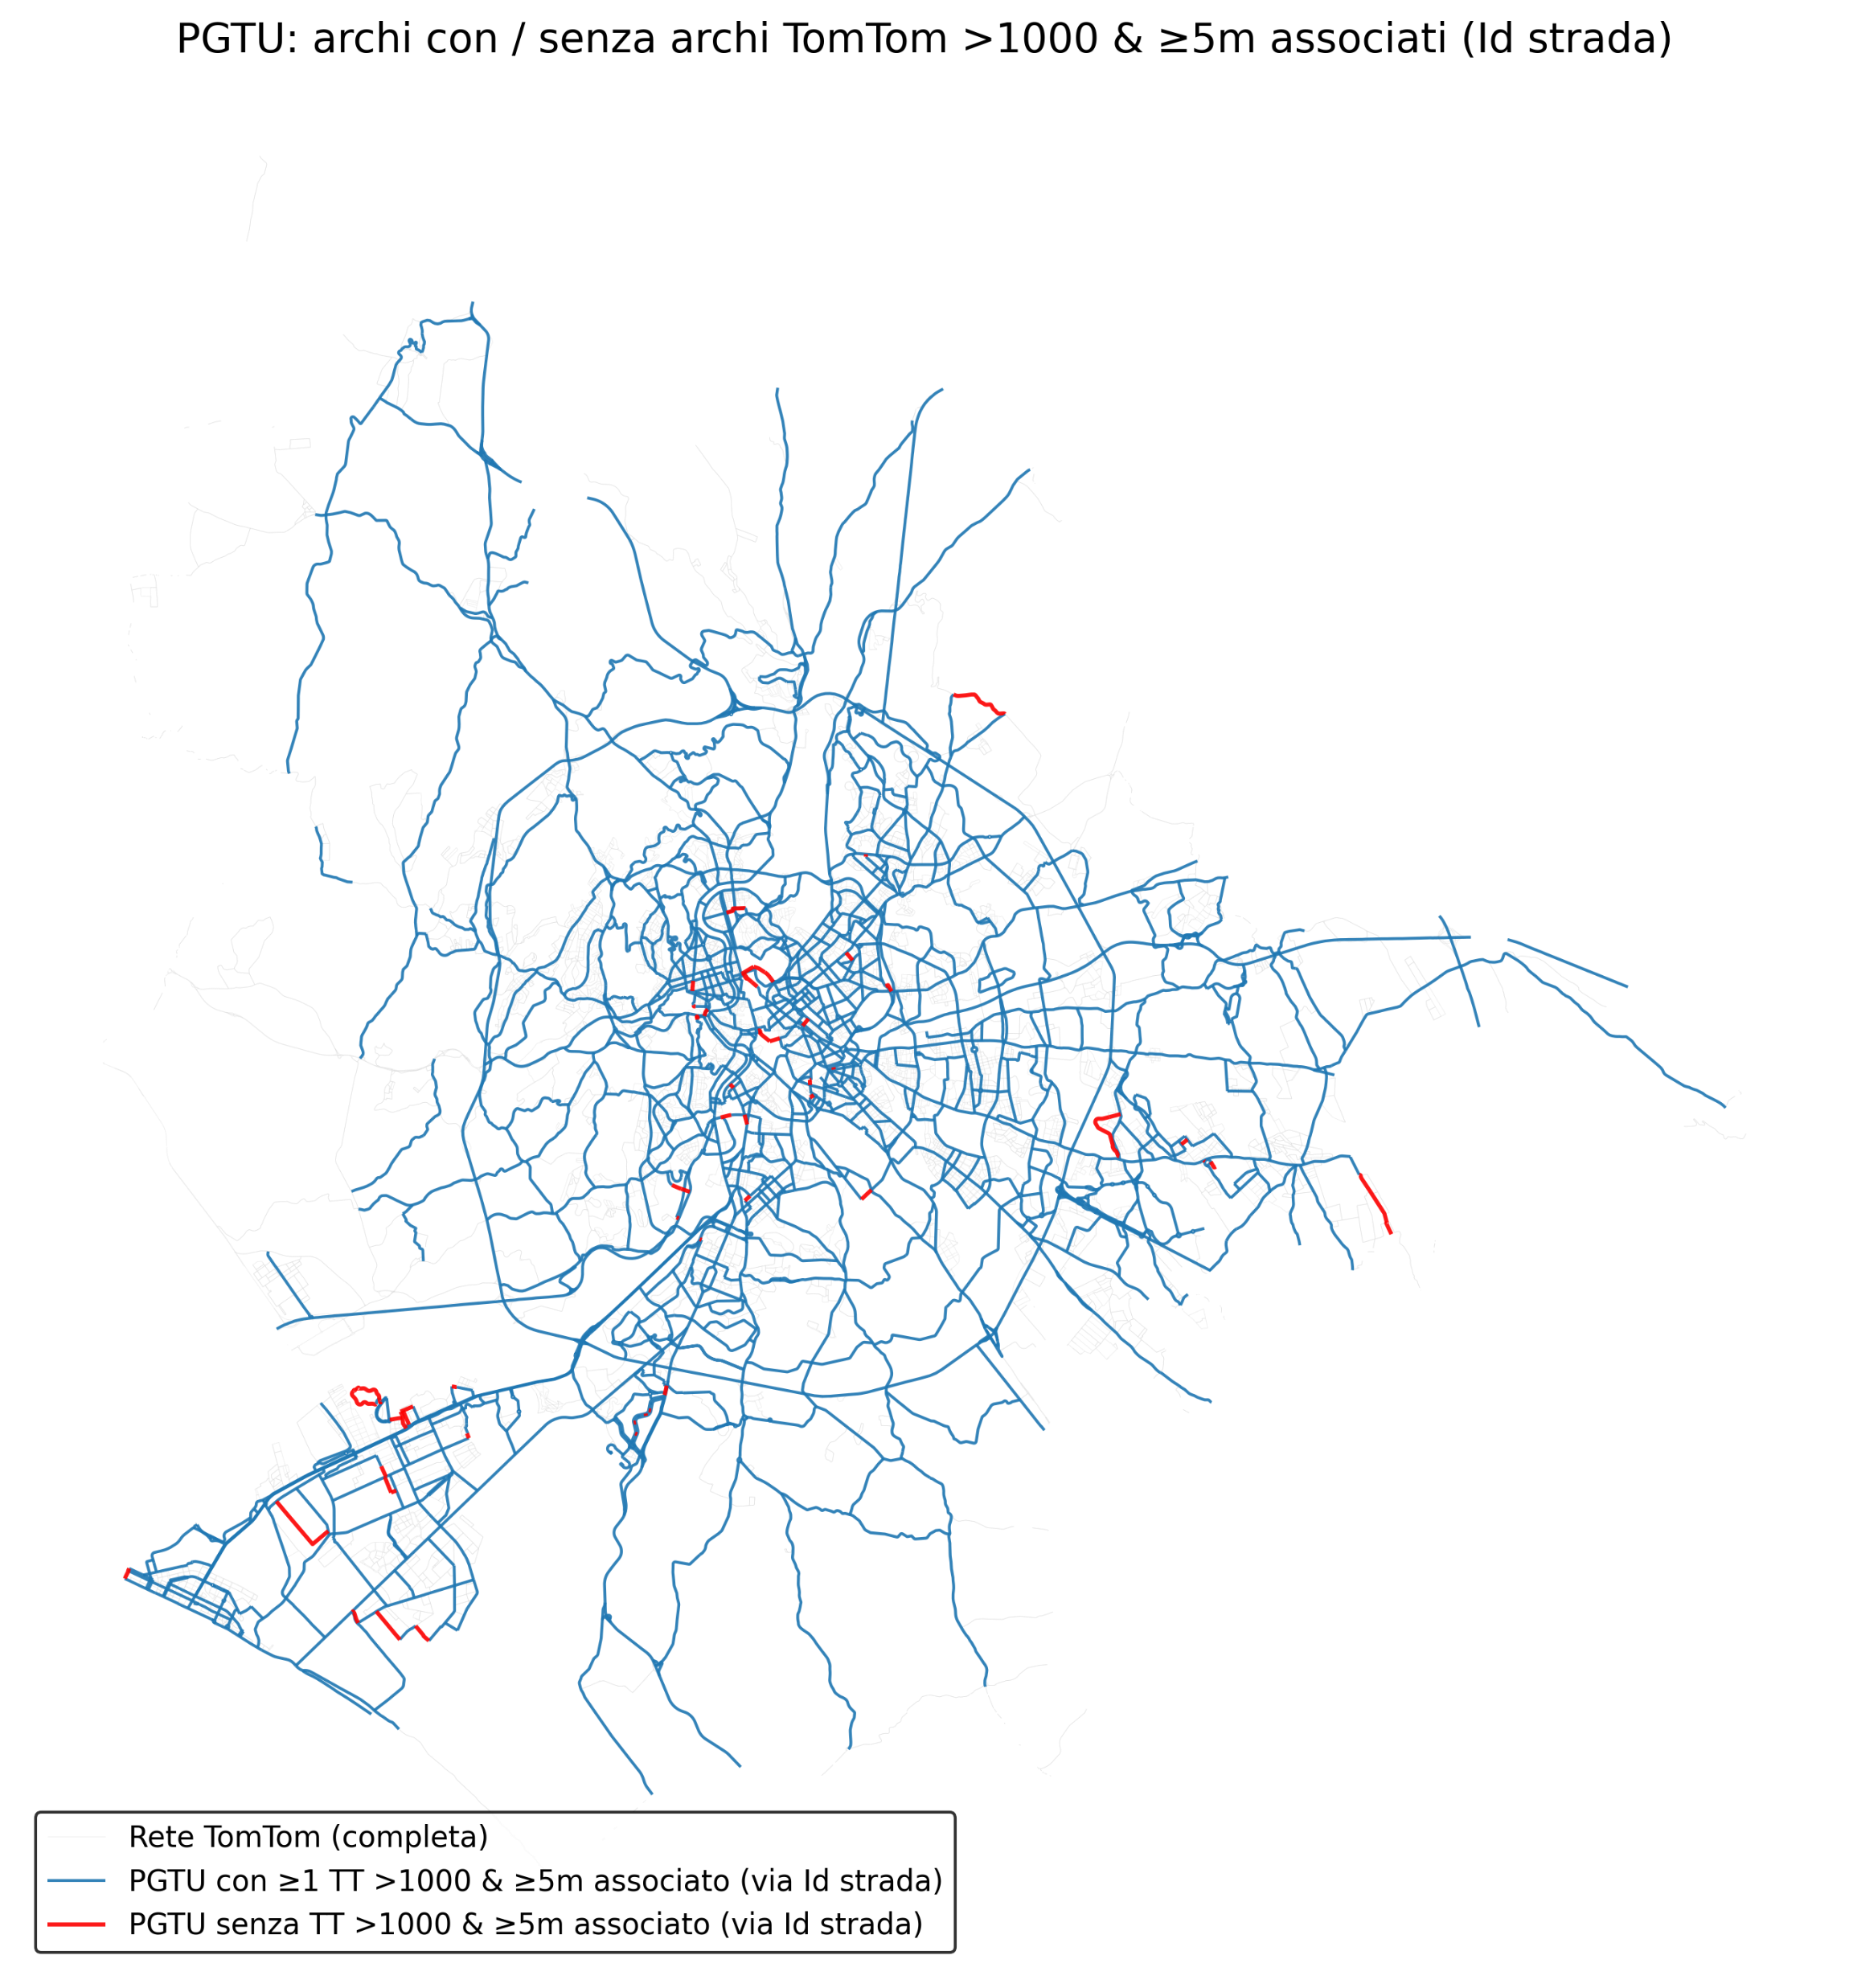 PGTU: archi con / senza archi TomTom >1000 & ≥5m associati (Id strada)
Rete TomTom (completa)
PGTU con ≥1 TT >1000 & ≥5m associato (via Id strada)
PGTU senza TT >1000 & ≥5m associato (via Id strada)